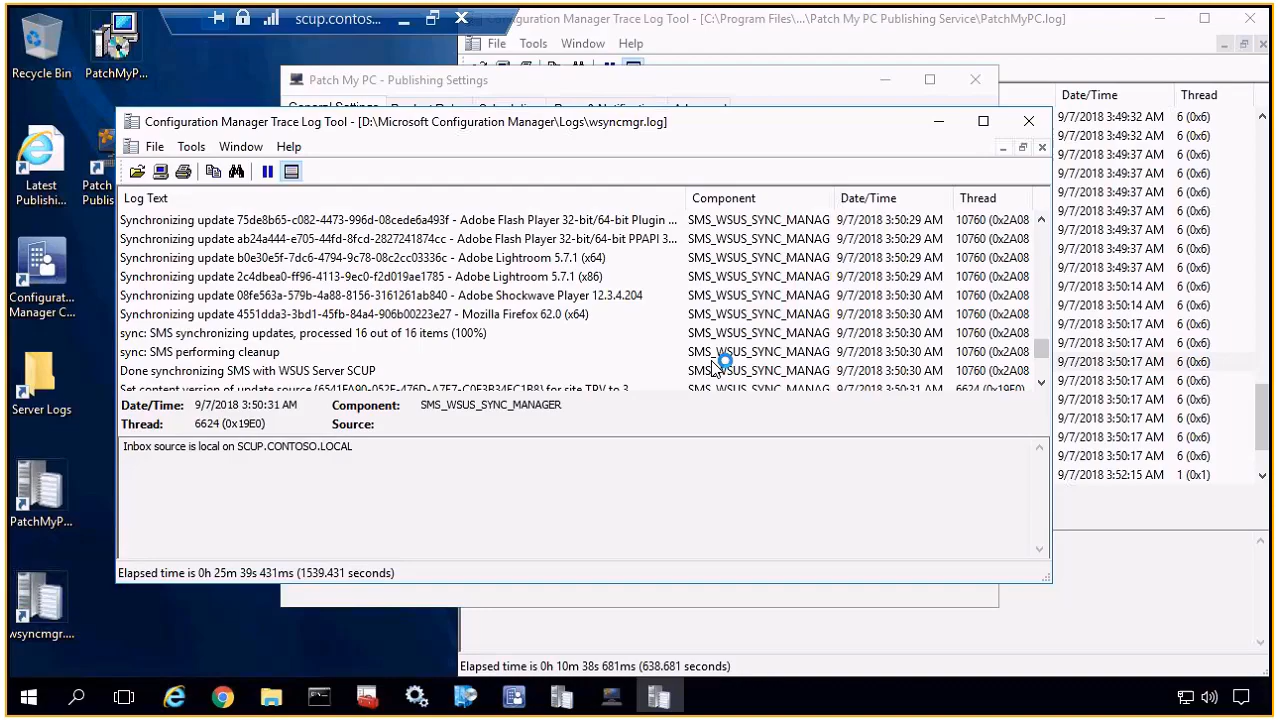 scup.contos...
Configuration Manager Trace Log Tool - [C:\Program Files\...\Patch My PC Publishing Service\PatchMyPC.log]
File Tools Window Help
Recycle Bin
PatchMyP...
Patch My PC - Publishing Settings
Date/Time Thread
9/7/2018 3:49:32 AM 6 (0x6)
9/7/2018 3:49:32 AM 6 (0x6)
9/7/2018 3:49:37 AM 6 (0x6)
9/7/2018 3:49:37 AM 6 (0x6)
9/7/2018 3:49:37 AM 6 (0x6)
9/7/2018 3:49:37 AM 6 (0x6)
9/7/2018 3:49:37 AM 6 (0x6)
9/7/2018 3:49:37 AM 6 (0x6)
9/7/2018 3:50:14 AM 6 (0x6)
9/7/2018 3:50:14 AM 6 (0x6)
9/7/2018 3:50:17 AM 6 (0x6)
9/7/2018 3:50:17 AM 6 (0x6)
9/7/2018 3:50:17 AM 6 (0x6)
9/7/2018 3:50:17 AM 6 (0x6)
9/7/2018 3:50:17 AM 6 (0x6)
9/7/2018 3:50:17 AM 6 (0x6)
9/7/2018 3:50:17 AM 6 (0x6)
9/7/2018 3:50:17 AM 6 (0x6)
9/7/2018 3:50:17 AM 6 (0x6)
9/7/2018 3:52:15 AM 1 (0x1)
Configuration Manager Trace Log Tool - [D:\Microsoft Configuration Manager\Logs\wsyncmgr.log]
File Tools Window Help
Log Text Component Date/Time Thread
Synchronizing update 75de8b65-c082-4473-996d-08cede6a493f - Adobe Flash Player 32-bit/64-bit Plugin ... SMS_WSUS_SYNC_MANAG 9/7/2018 3:50:29 AM 10760 (0x2A08
Synchronizing update ab24a444-e705-44fd-8fcd-2827241874cc - Adobe Flash Player 32-bit/64-bit PPAPI 3... SMS_WSUS_SYNC_MANAG 9/7/2018 3:50:29 AM 10760 (0x2A08
Synchronizing update b0e30e5f-7dc6-4794-9c78-08c2cc03336c - Adobe Lightroom 5.7.1 (x64) SMS_WSUS_SYNC_MANAG 9/7/2018 3:50:29 AM 10760 (0x2A08
Synchronizing update 2c4dbea0-ff96-4113-9ec0-f2d019ae1785 - Adobe Lightroom 5.7.1 (x86) SMS_WSUS_SYNC_MANAG 9/7/2018 3:50:29 AM 10760 (0x2A08
Synchronizing update 08fe563a-579b-4a88-8156-3161261ab840 - Adobe Shockwave Player 12.3.4.204 SMS_WSUS_SYNC_MANAG 9/7/2018 3:50:30 AM 10760 (0x2A08
Synchronizing update 4551dda3-3bd1-45fb-84a4-906b00223e27 - Mozilla Firefox 62.0 (x64) SMS_WSUS_SYNC_MANAG 9/7/2018 3:50:30 AM 10760 (0x2A08
sync: SMS synchronizing updates, processed 16 out of 16 items (100%) SMS_WSUS_SYNC_MANAG 9/7/2018 3:50:30 AM 10760 (0x2A08
sync: SMS performing cleanup SMS_WSUS_SYNC_MANAG 9/7/2018 3:50:30 AM 10760 (0x2A08
Done synchronizing SMS with WSUS Server SCUP SMS_WSUS_SYNC_MANAG 9/7/2018 3:50:30 AM 10760 (0x2A08
Set content version of update source for site 9/7/2018 3:50:31 AM 6624 (0x19E0)
Date/Time: 9/7/2018 3:50:31 AM Component: SMS_WSUS_SYNC_MANAGER
Thread: 6624 (0x19E0) Source:
Inbox source is local on SCUP.CONTOSO.LOCAL
Elapsed time is 0h 25m 39s 431ms (1539.431 seconds)
Elapsed time is 0h 10m 38s 681ms (638.681 seconds)
Latest
Publishi...
Patch
Publishi
Configurat...
Manager C...
Server Logs
PatchMyP...
wsyncmgr....